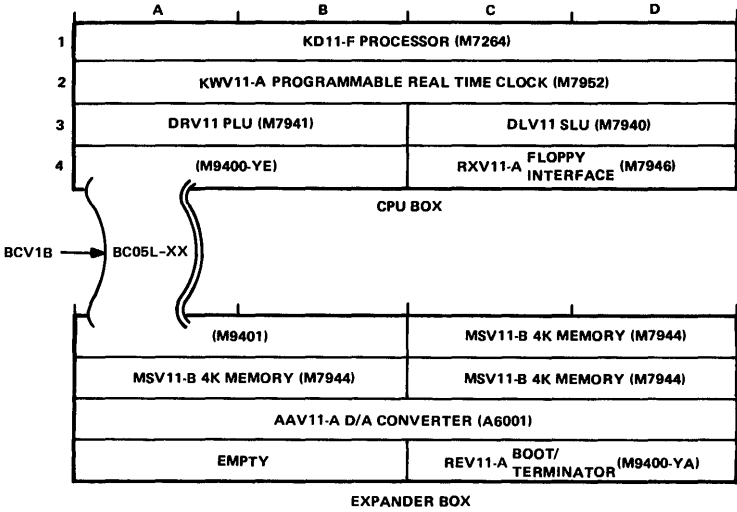 A B C D
1 KD11-F PROCESSOR (M7264)
2 KWV11-A PROGRAMMABLE REAL TIME CLOCK (M7952)
3 DRV11 PLU (M7941) DLV11 SLU (M7940)
4 (M9400-YE) RXV11-A FLOPPY INTERFACE (M7946)
CPU BOX
BCV1B BC05L-XX
(M9401) MSV11-B 4K MEMORY (M7944)
MSV11-B 4K MEMORY (M7944) MSV11-B 4K MEMORY (M7944)
AAV11-A D/A CONVERTER (A6001)
EMPTY REV11-A BOOT/ TERMINATOR (M9400-YA)
EXPANDER BOX